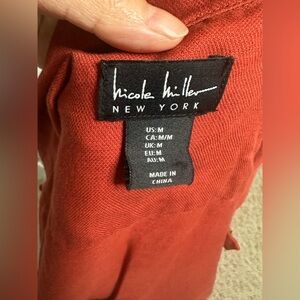 nicole miller
NEW YORK
US:M
CA:M/M
UK:M
EU:M
AU:M
MADE IN
CHINA